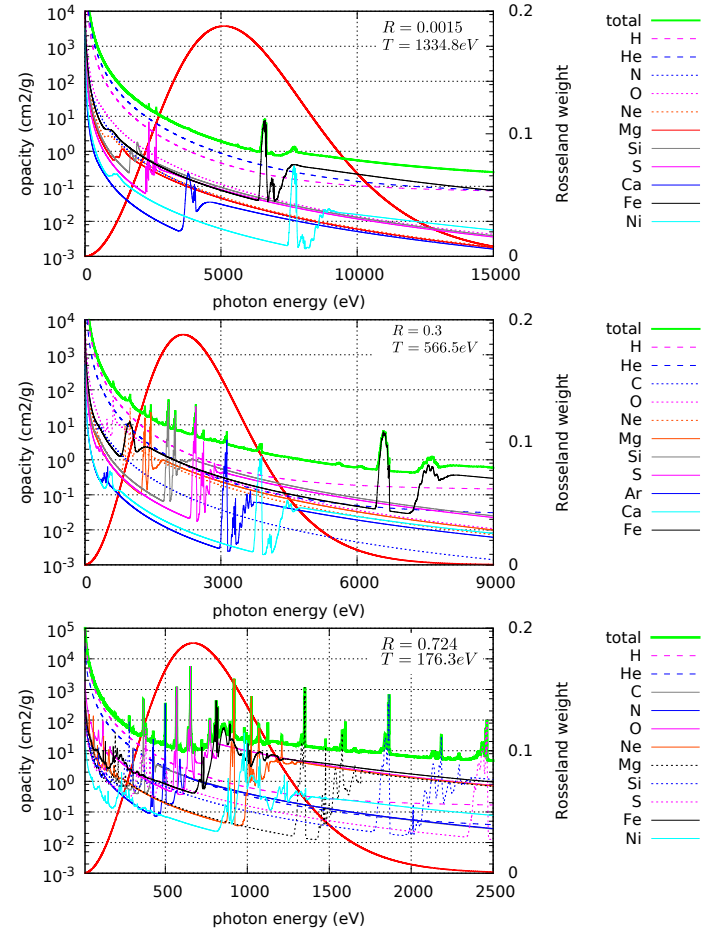 10^4
10^3
10^2
10^1
10^0
10^-1
10^-2
10^-3
opacity (cm2/g)
0
5000
10000
15000
photon energy (eV)
0.2
0.1
0
Rosseland weight
R = 0.0015
T = 1334.8eV
total
H
He
N
O
Ne
Mg
Si
S
Ca
Fe
Ni
10^4
10^3
10^2
10^1
10^0
10^-1
10^-2
10^-3
opacity (cm2/g)
0
3000
6000
9000
photon energy (eV)
0.2
0.1
0
Rosseland weight
R = 0.3
T = 566.5eV
total
H
He
C
O
Ne
Mg
Si
S
Ar
Ca
Fe
10^5
10^4
10^3
10^2
10^1
10^0
10^-1
10^-2
10^-3
opacity (cm2/g)
500
1000
1500
2000
2500
photon energy (eV)
0.2
0.1
0
Rosseland weight
R = 0.724
T = 176.3eV
total
H
He
C
N
O
Ne
Mg
Si
S
Fe
Ni